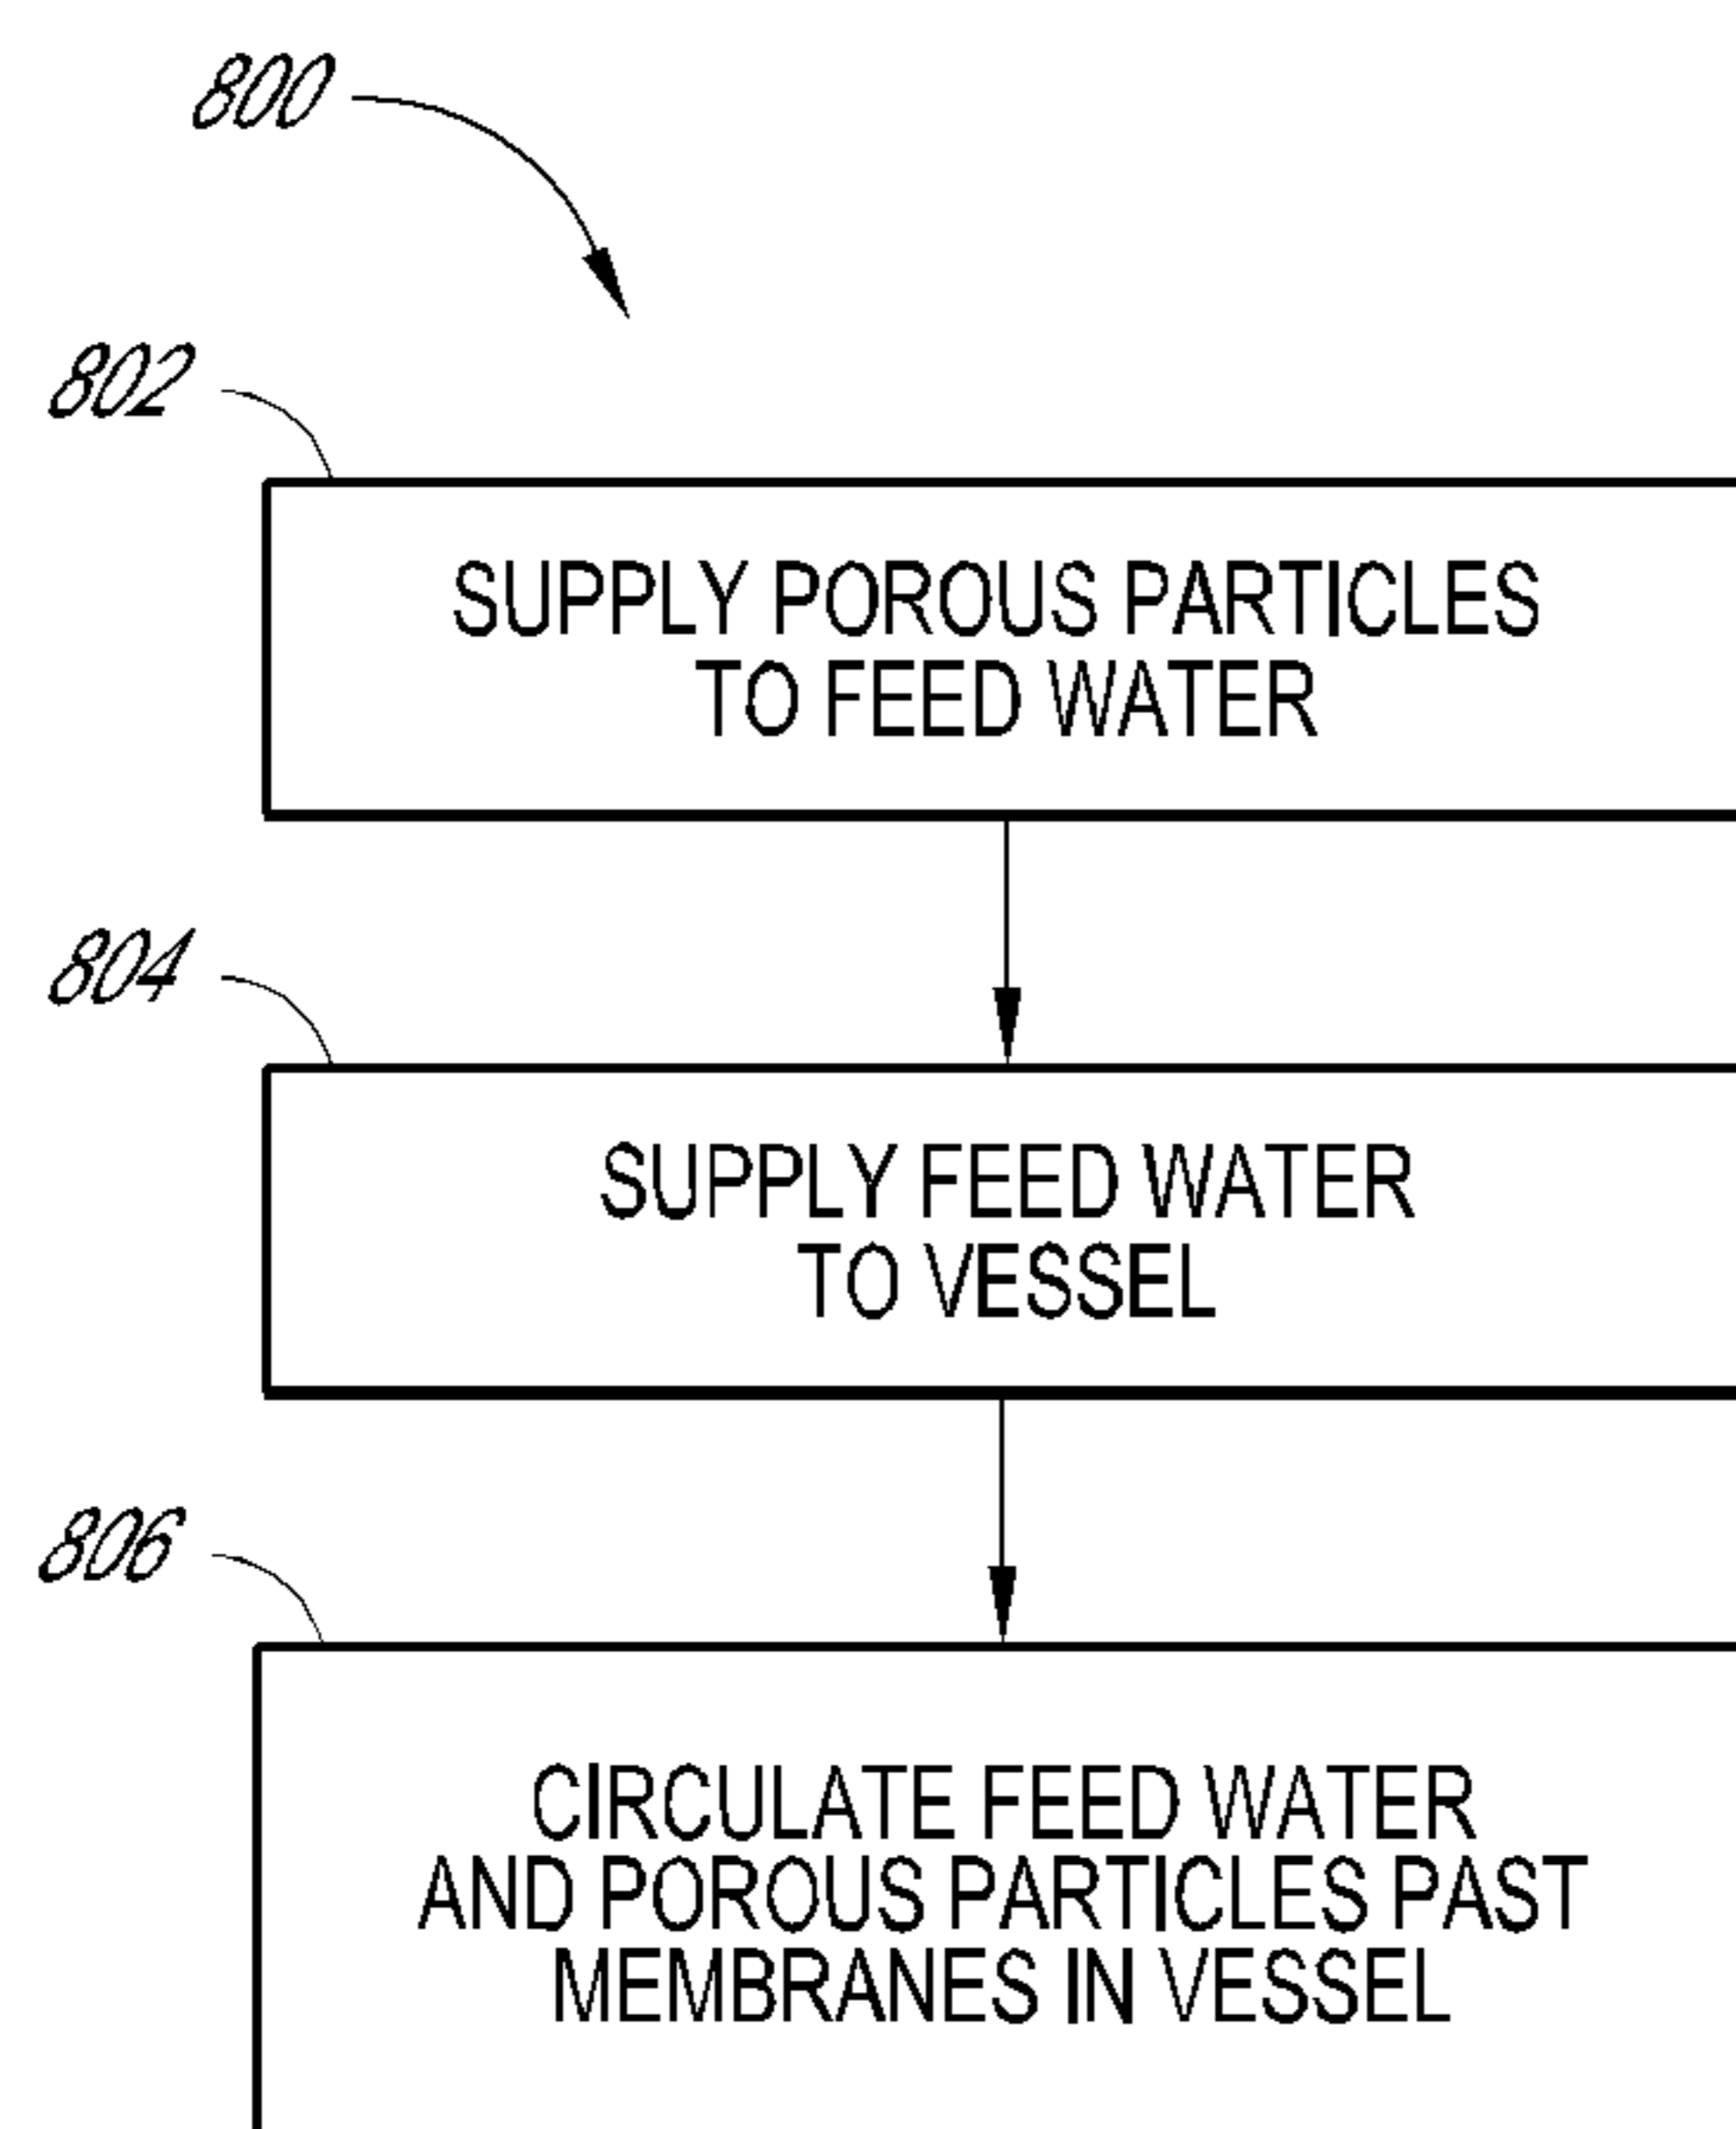 800
802
SUPPLY POROUS PARTICLES
TO FEED WATER
804
SUPPLY FEED WATER
TO VESSEL
806
CIRCULATE FEED WATER
AND POROUS PARTICLES PAST
MEMBRANES IN VESSEL